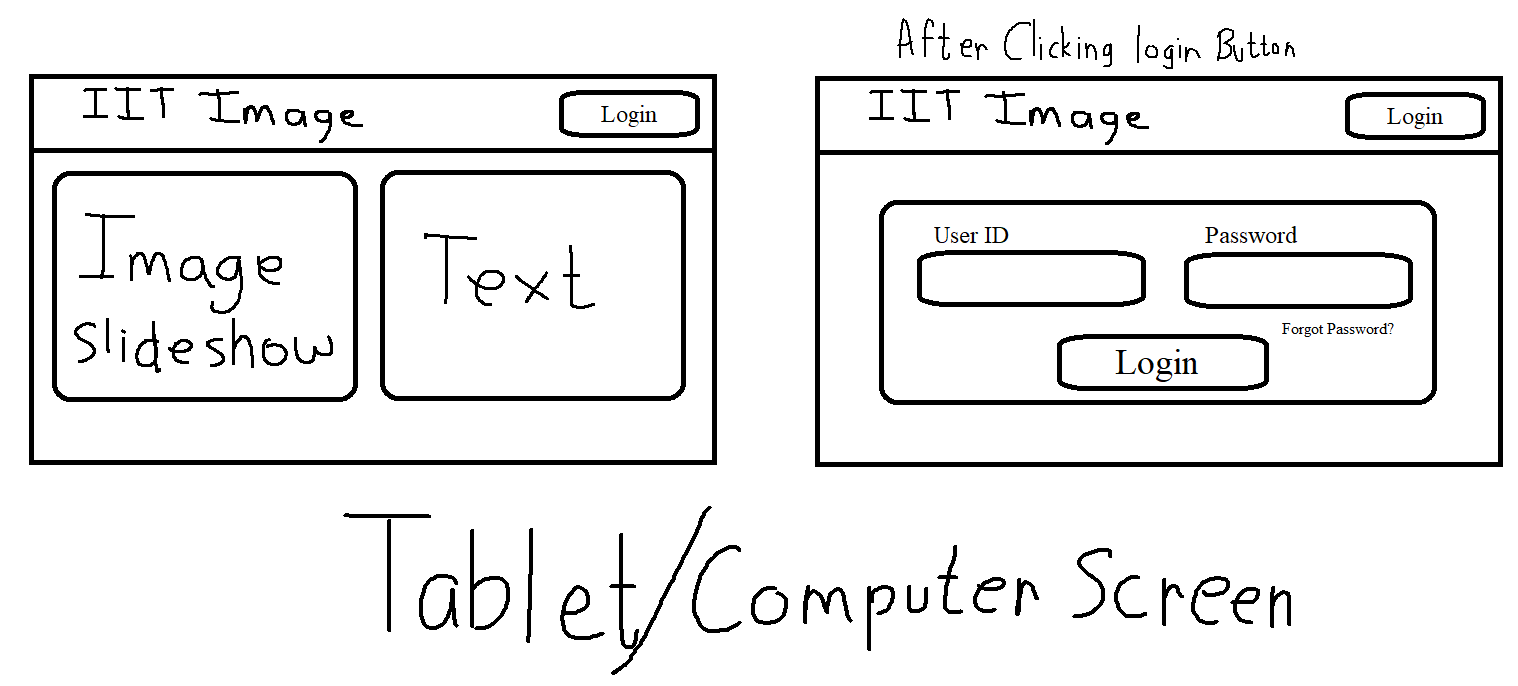 After Clicking login Button
IIT Image
Login
Image
Slideshow
Text
IIT Image
Login
User ID
Password
Forgot Password?
Login
Tablet/Computer Screen